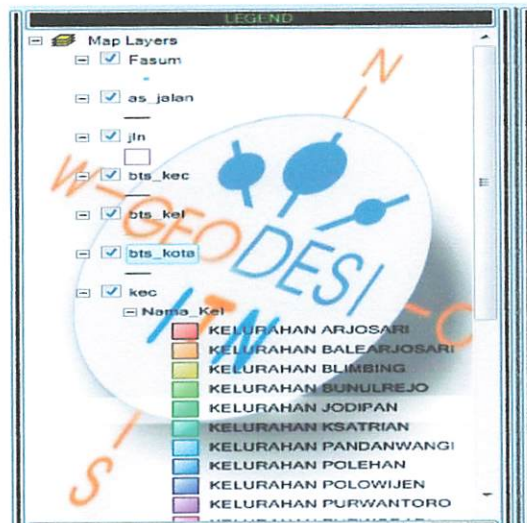 LEGEND
Map Layers
Fasum
as_jalan
jln
bts_kec
bts_kel
bts_kota
kec
Nama_Kel
KELURAHAN ARJOSARI
KELURAHAN BALEARJOSARI
KELURAHAN BLIMBING
KELURAHAN BUNULREJO
KELURAHAN JODIPAN
KELURAHAN KSATRIAN
KELURAHAN PANDANWANGI
KELURAHAN POLEHAN
KELURAHAN POLOWIJEN
KELURAHAN PURWANTORO
N
W-GEODESI-O
ITN
S